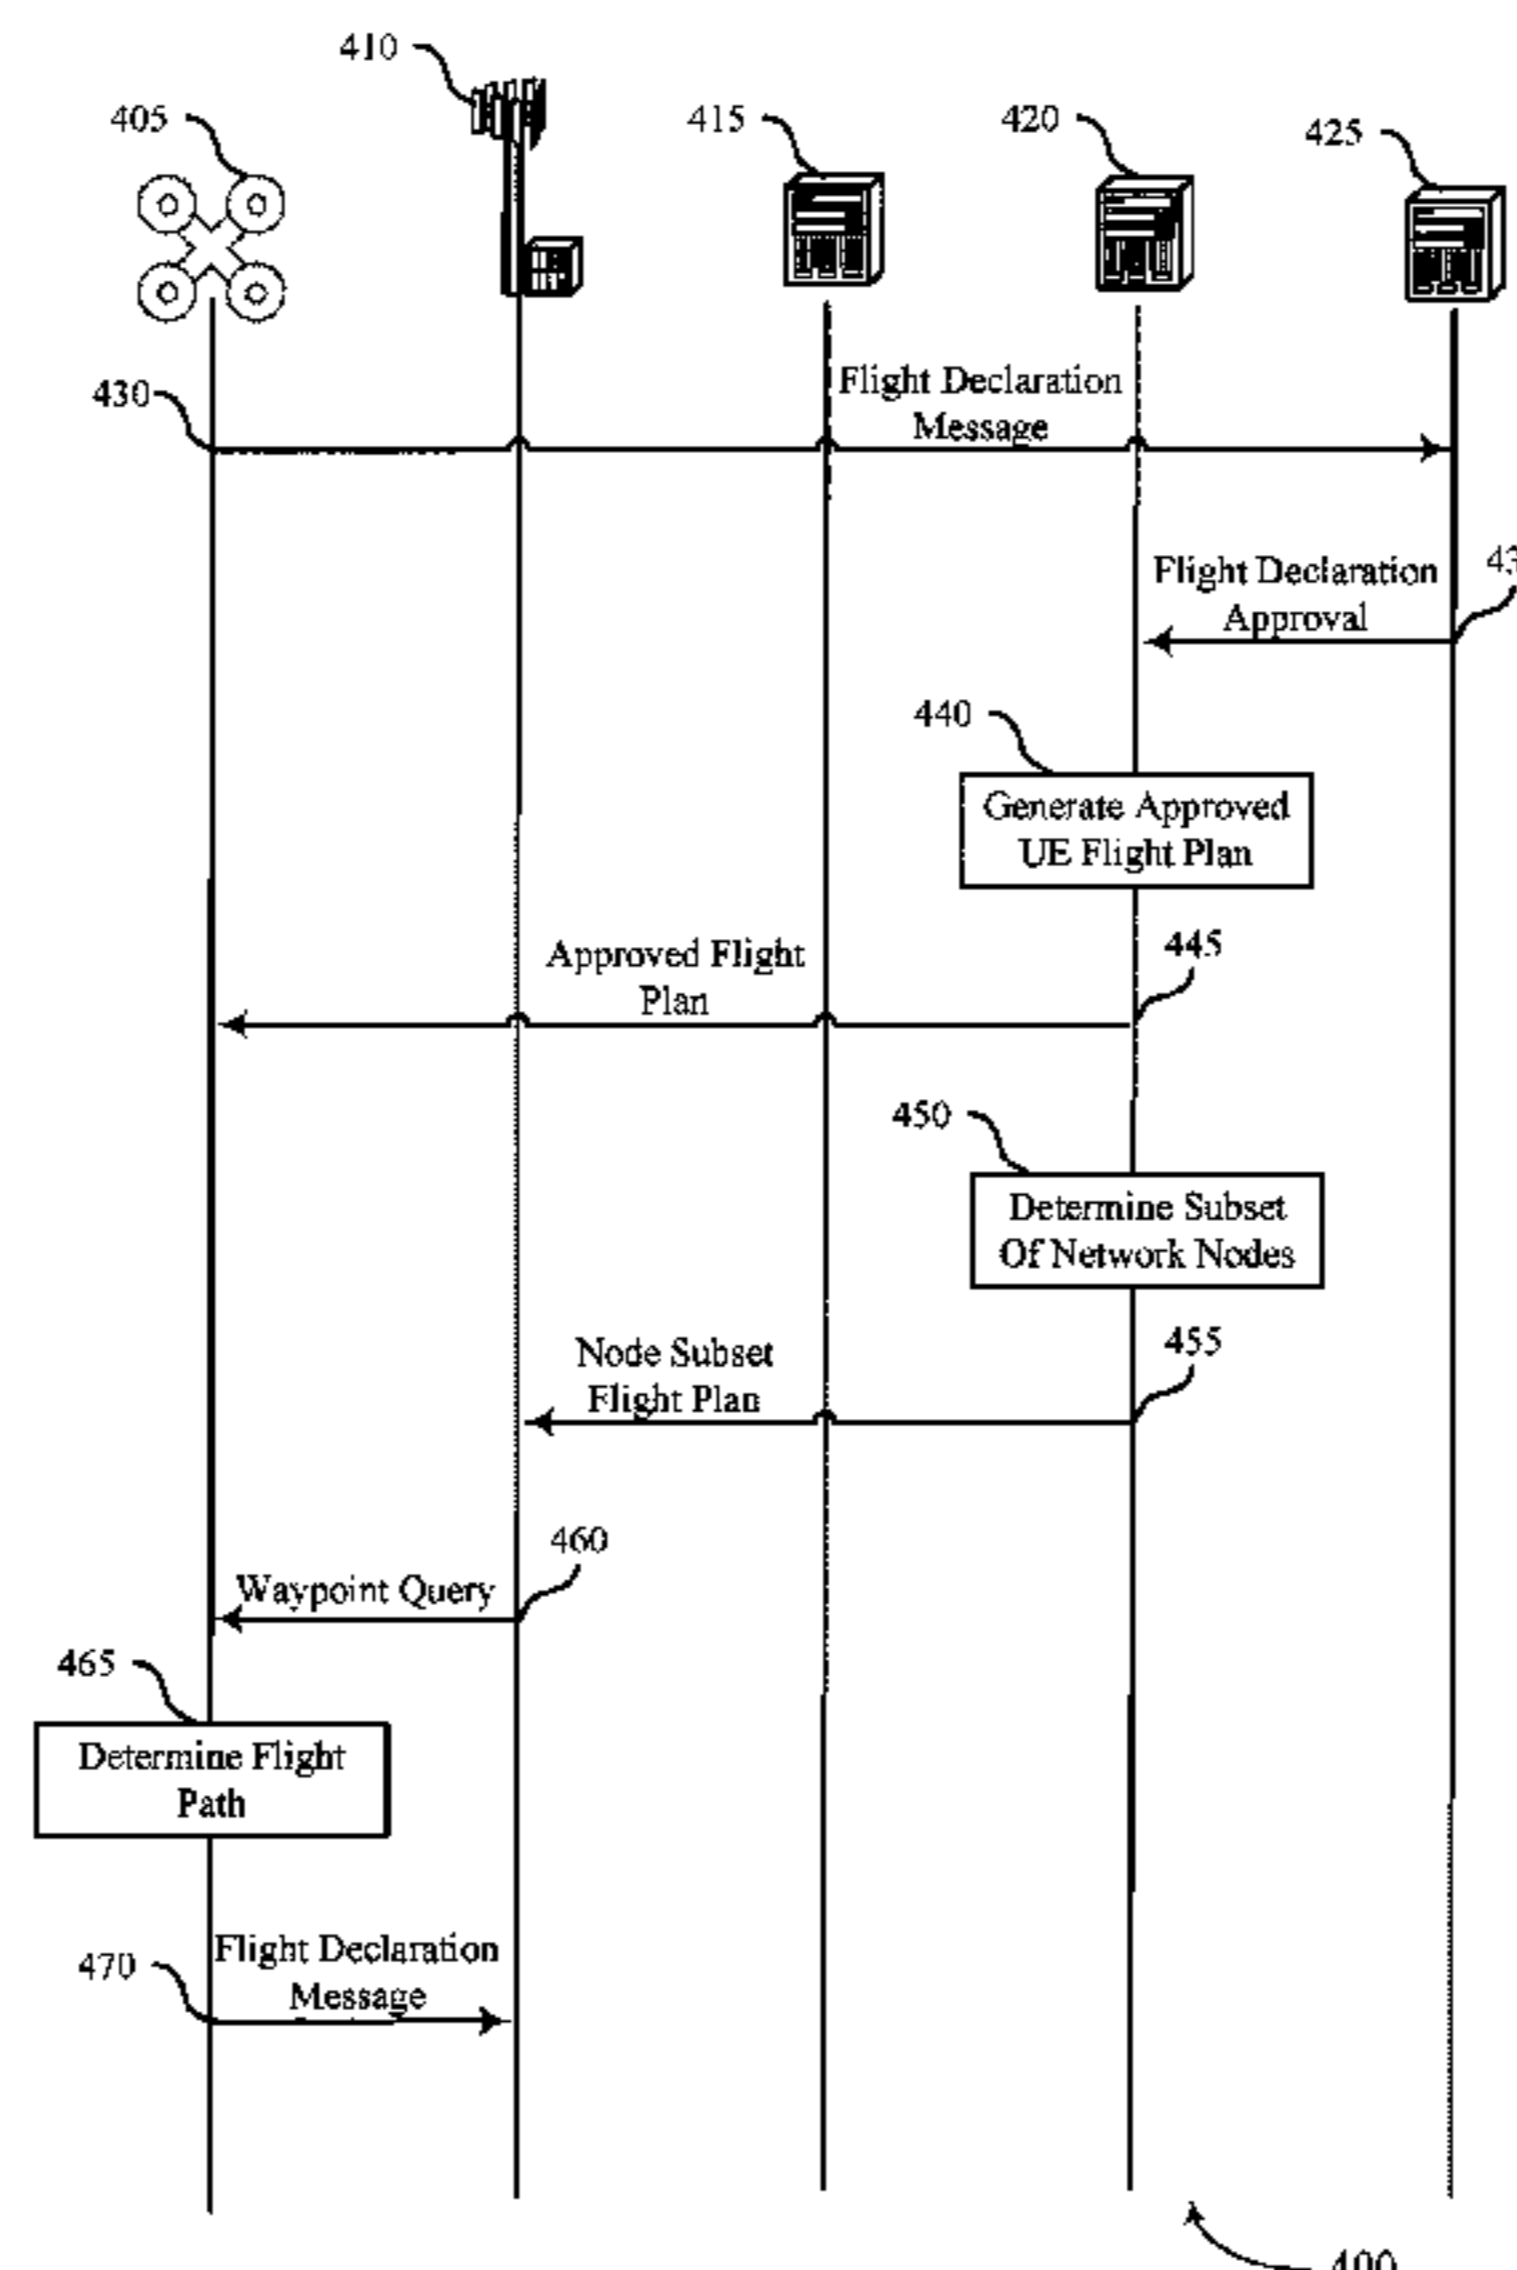 410
405
415
420
425
430
Flight Declaration
Message
Flight Declaration
Approval
440
Generate Approved
UE Flight Plan
445
Approved Flight
Plan
450
Determine Subset
Of Network Nodes
455
Node Subset
Flight Plan
460
Waypoint Query
465
Determine Flight
Path
470
Flight Declaration
Message
400